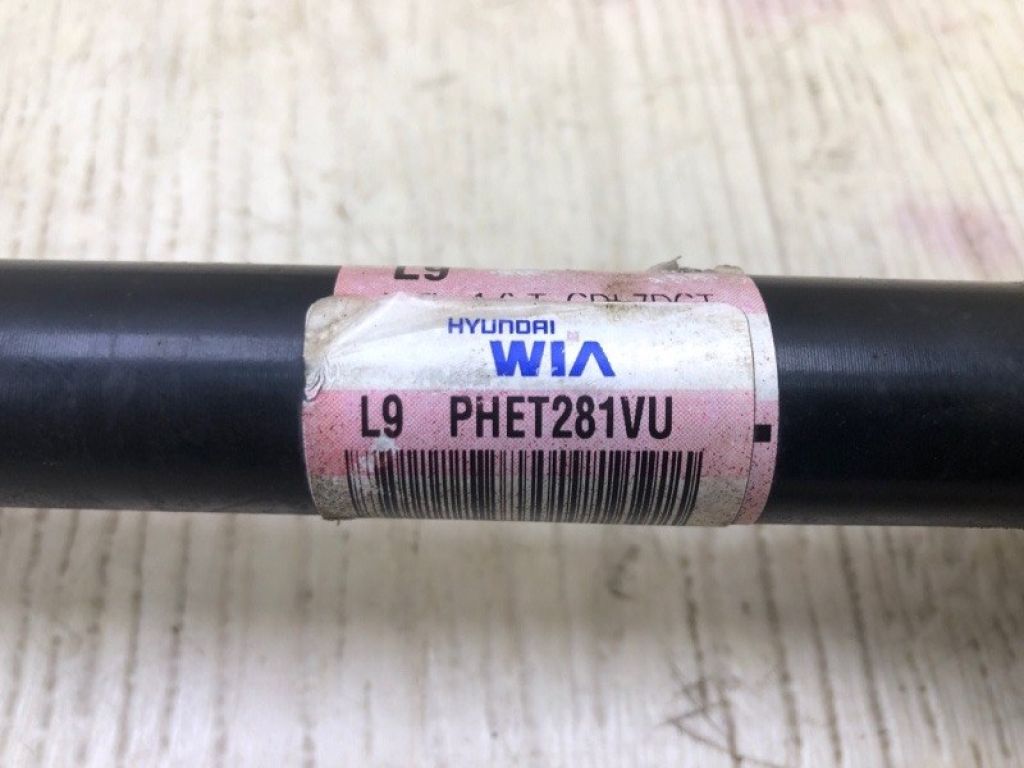 L9
HYUNDAI
WIA
L9 PHET281VU